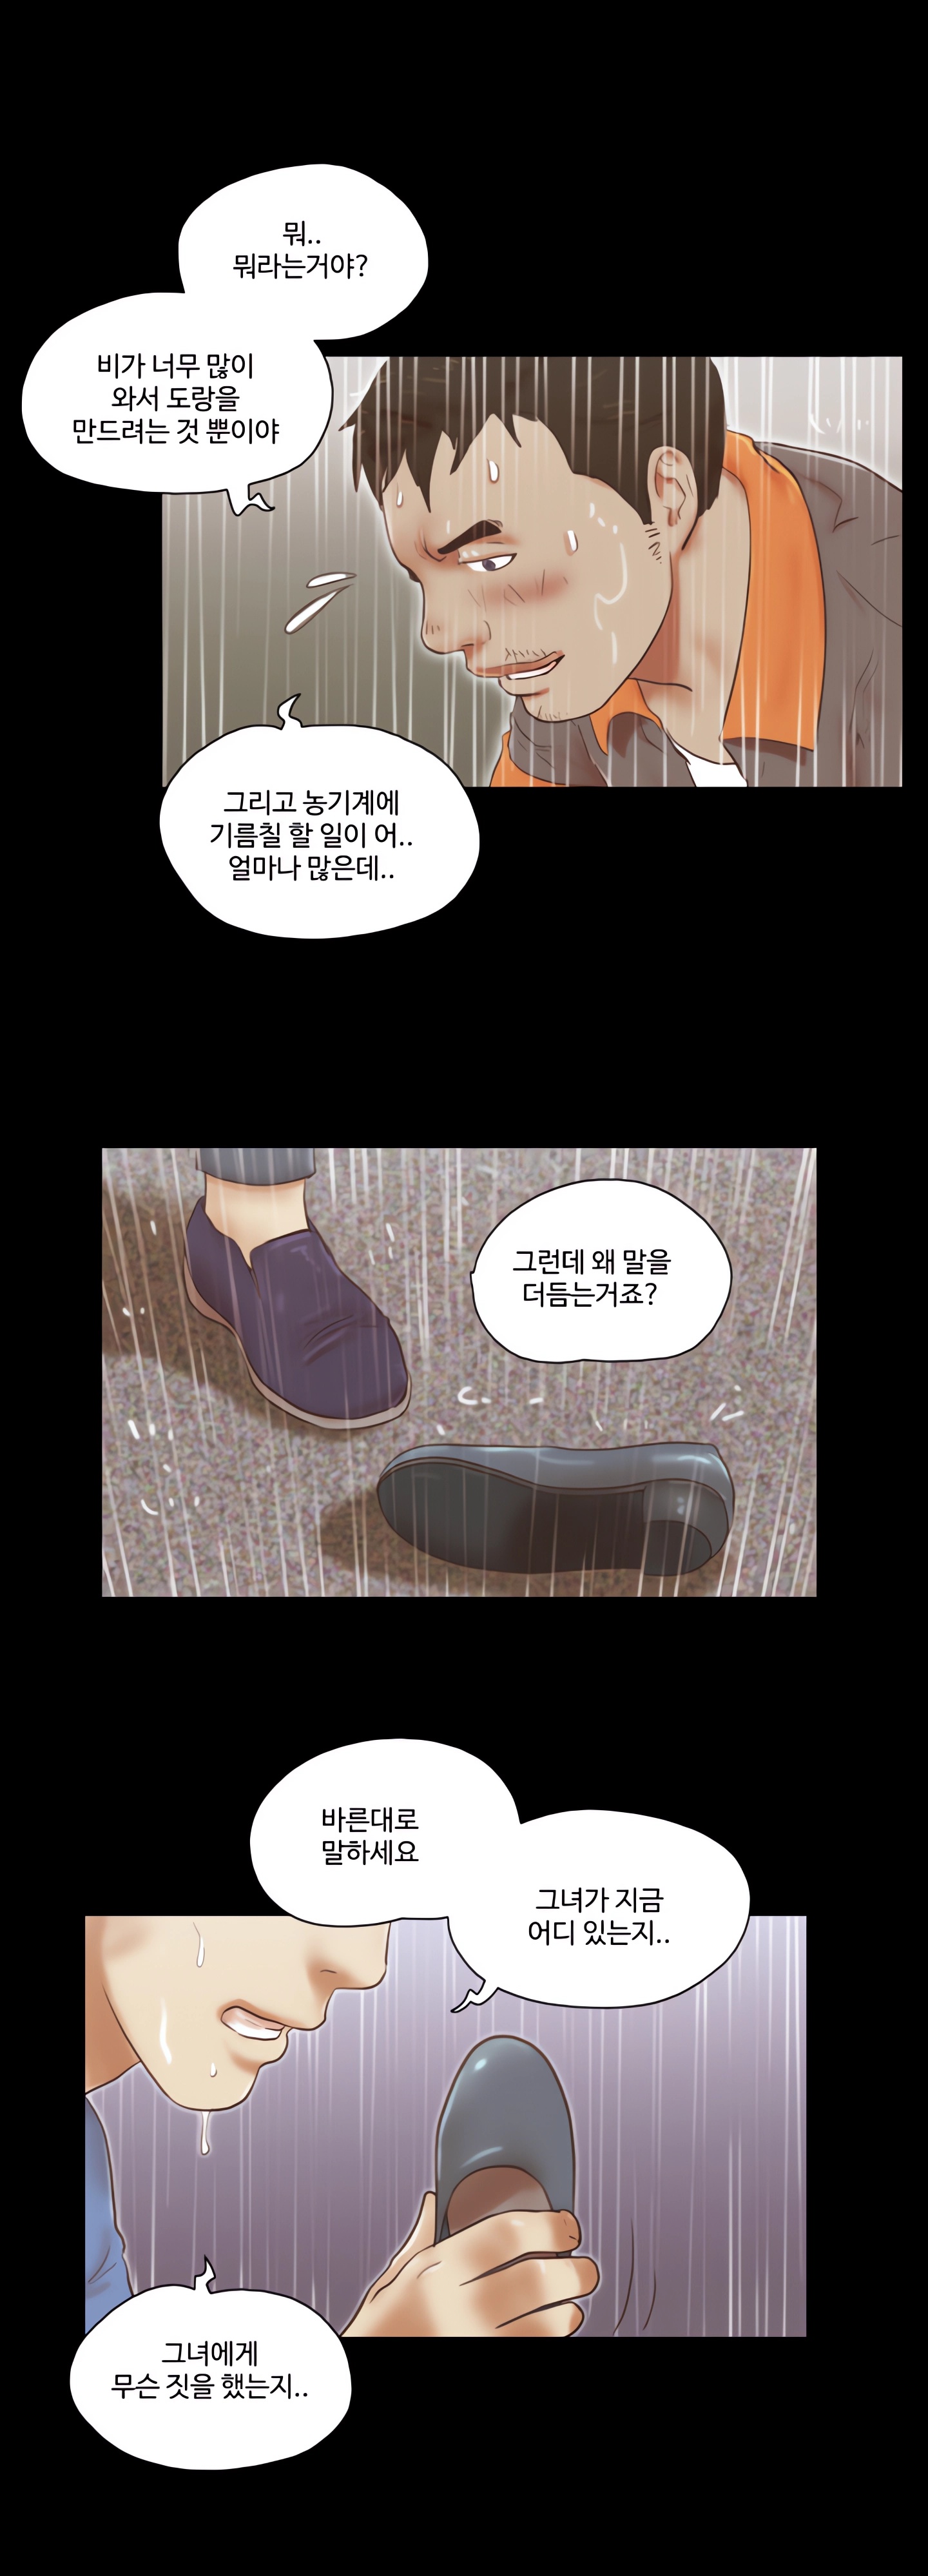 뭐..
뭐라는거야?
비가 너무 많이
와서 도랑을
만드려는 것 뿐이야
그리고 농기계에
기름칠 할 일이 어..
얼마나 많은데..
그런데 왜 말을
더듬는거죠?
바른대로
말하세요
그녀가 지금
어디 있는지..
그녀에게
무슨 짓을 했는지..